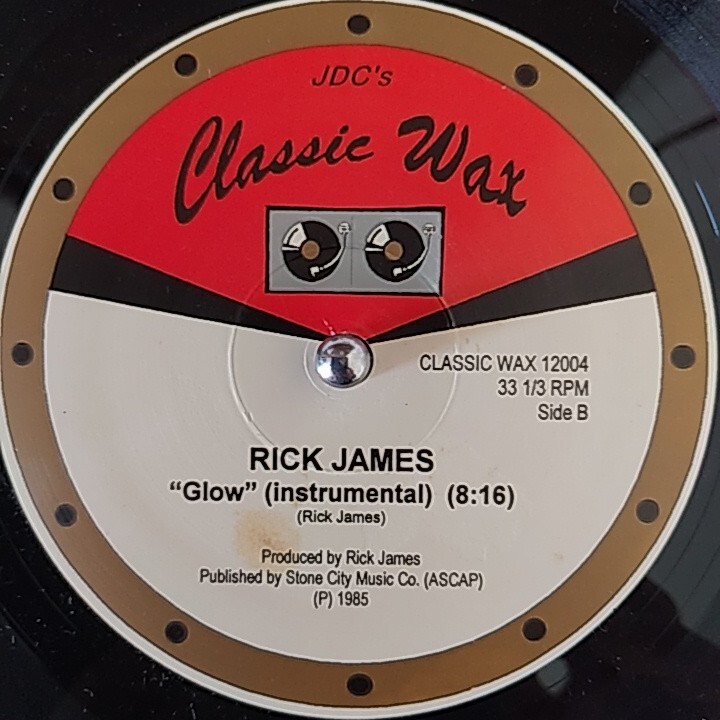 JDC's
Classic Wax
CLASSIC WAX 12004
33 1/3 RPM
Side B
RICK JAMES
“Glow” (instrumental) (8:16)
(Rick James)
Produced by Rick James
Published by Stone City Music Co. (ASCAP)
(P) 1985